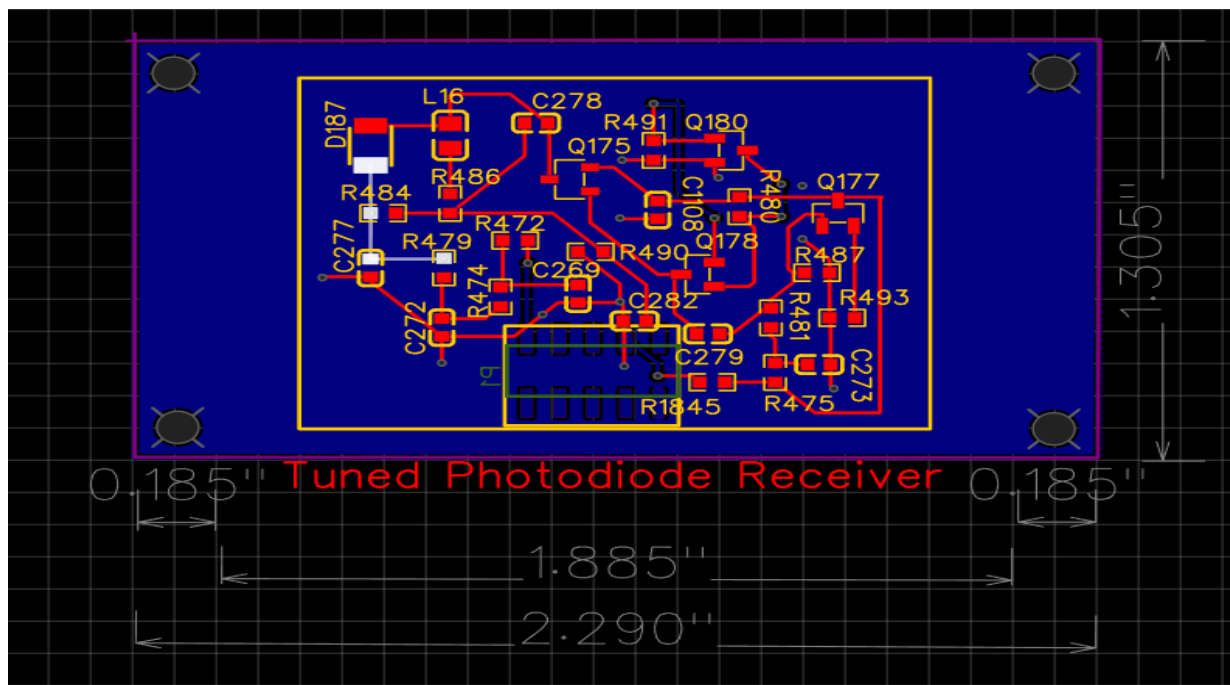 L16
C278
D187
R491
Q180
Q175
R486
R480
Q177
R484
C1108
R472
C277
R479
R490
Q178
R487
C269
R474
C282
R493
R481
C272
C279
C273
P1
R1845
R475
1.305"
Tuned Photodiode Receiver
0.185"
0.185"
1.885"
2.290"